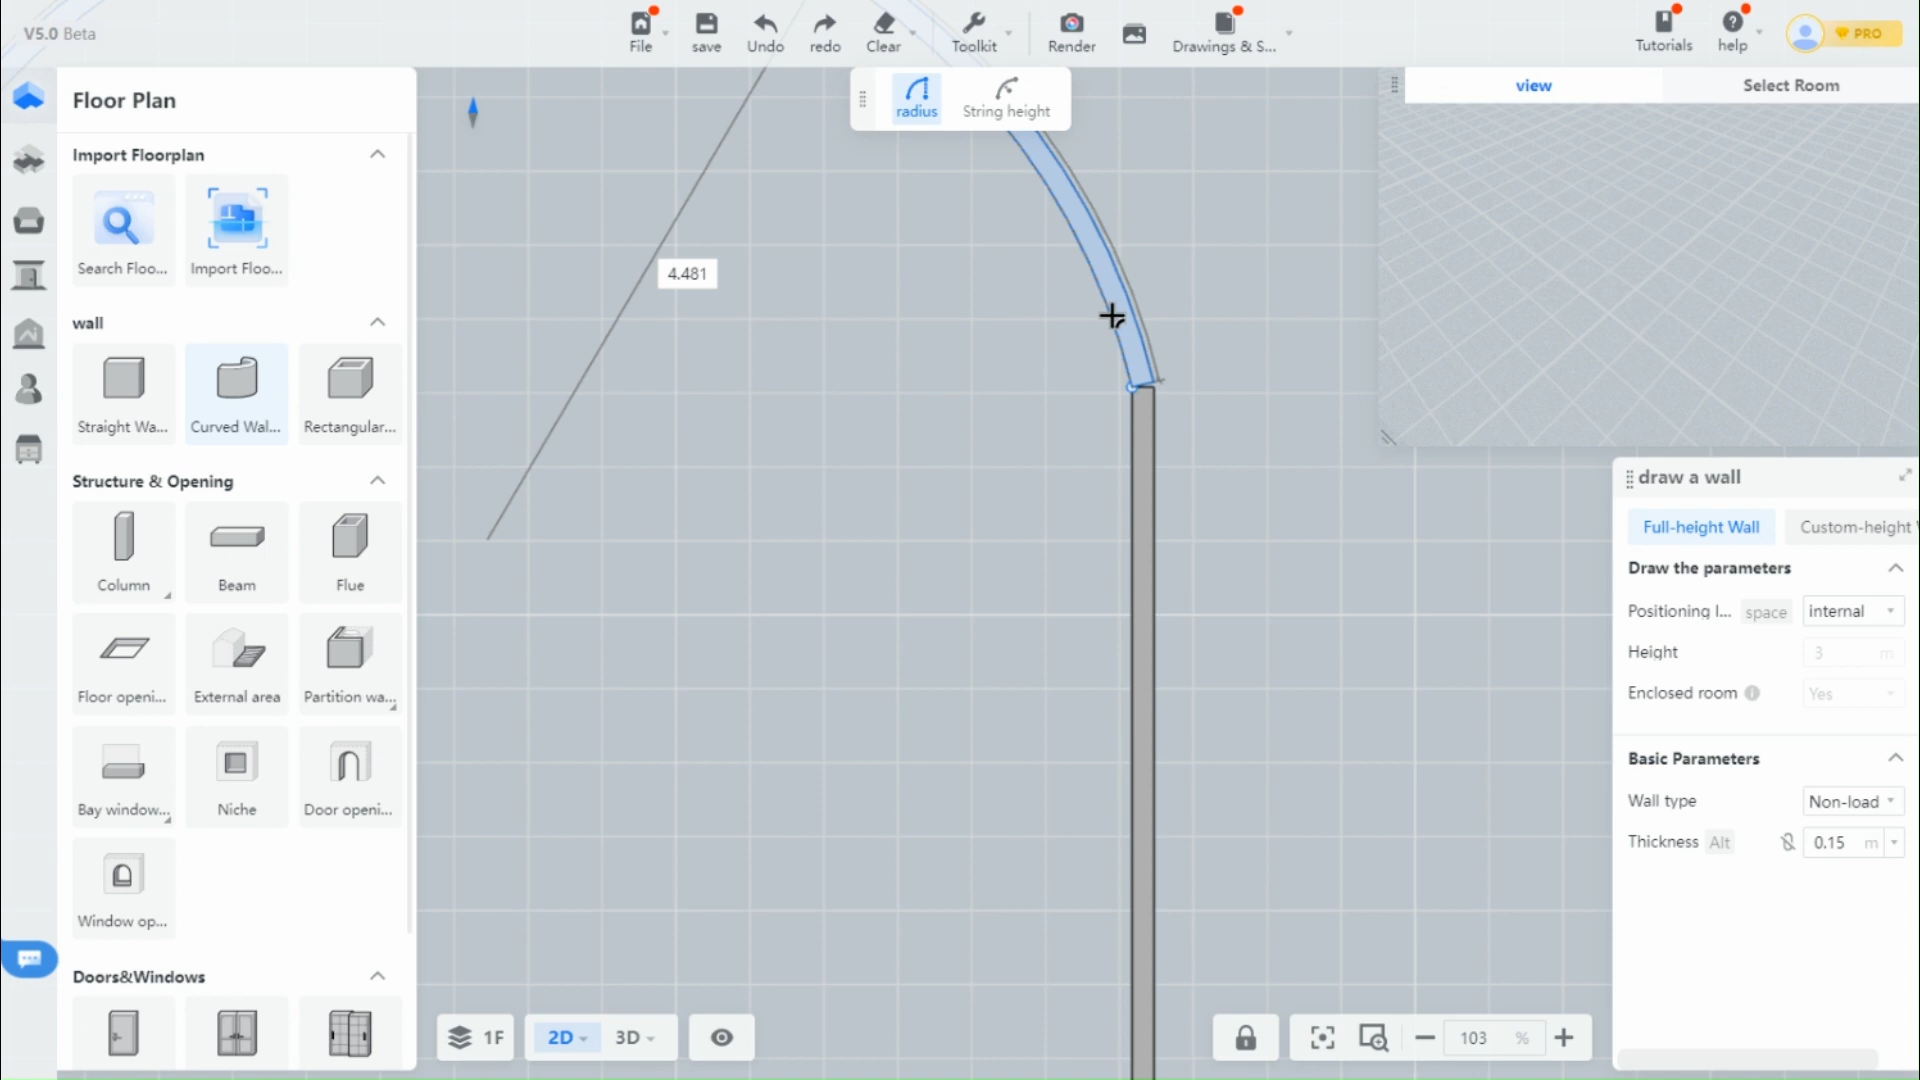 V5.0 Beta
File
save
Undo
redo
Clear
Toolkit
Render
Drawings & S...
Tutorials
help
PRO
Floor Plan
Import Floorplan
Search Floo...
Import Floo...
wall
Straight Wa...
Curved Wal...
Rectangular...
Structure & Opening
Column
Beam
Flue
Floor openi...
External area
Partition wa...
Bay window...
Niche
Door openi...
Window op...
Doors&Windows
radius
String height
4.481
view
Select Room
draw a wall
Full-height Wall
Custom-height
Draw the parameters
Positioning l...
space
internal
Height
3 m
Enclosed room
Yes
Basic Parameters
Wall type
Non-load
Thickness Alt
0.15 m
1F
2D
3D
103 %